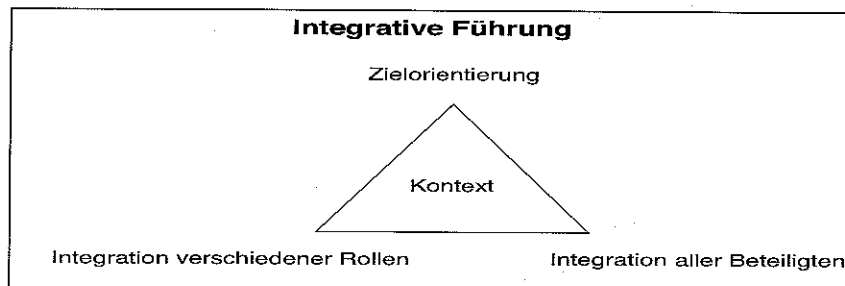 Integrative Führung
Zielorientierung
Kontext
Integration verschiedener Rollen
Integration aller Beteiligten